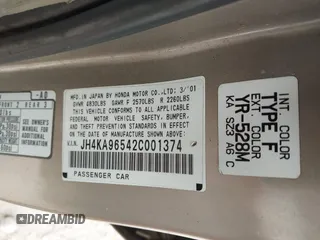 MFD. IN JAPAN BY HONDA MOTOR CO.,LTD: 3/'01
GVWR 4830LBS GAWR F 2570LBS R 2260LBS
THIS VEHICLE CONFORMS TO ALL APPLICABLE
FEDERAL MOTOR VEHICLE SAFETY, BUMPER,
AND THEFT PREVENTION STANDARDS IN EFFECT
ON THE DATE OF MANUFACTURE SHOWN ABOVE.
V.I.N. JH4KA96542C001374
PASSENGER CAR
INT. COLOR
TYPE F
EXT. COLOR
YR-528M
KA SZ3 A6 C
DREAMBID